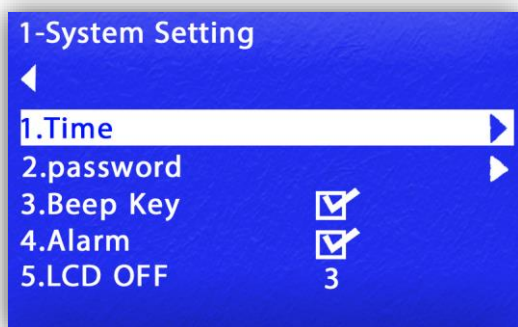 1-System Setting
1.Time
2.password
3.Beep Key
4.Alarm
5.LCD OFF 3